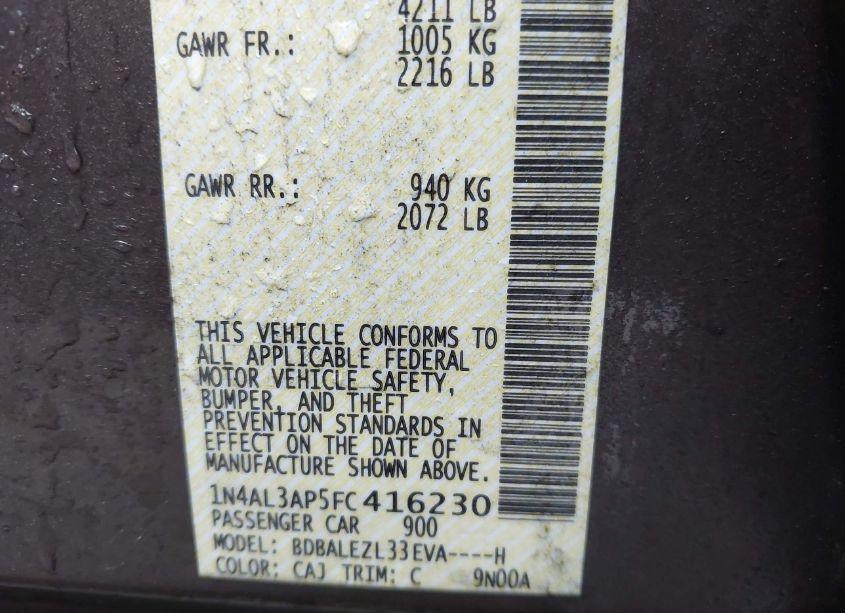 4211 LB
GAWR FR.: 1005 KG
2216 LB
GAWR RR.: 940 KG
2072 LB
THIS VEHICLE CONFORMS TO
ALL APPLICABLE FEDERAL
MOTOR VEHICLE SAFETY,
BUMPER, AND THEFT
PREVENTION STANDARDS IN
EFFECT ON THE DATE OF
MANUFACTURE SHOWN ABOVE.
1N4AL3AP5FC416230
PASSENGER CAR 900
MODEL: BDBALEZL33EVA----H
COLOR: CAJ TRIM: C 9N00A